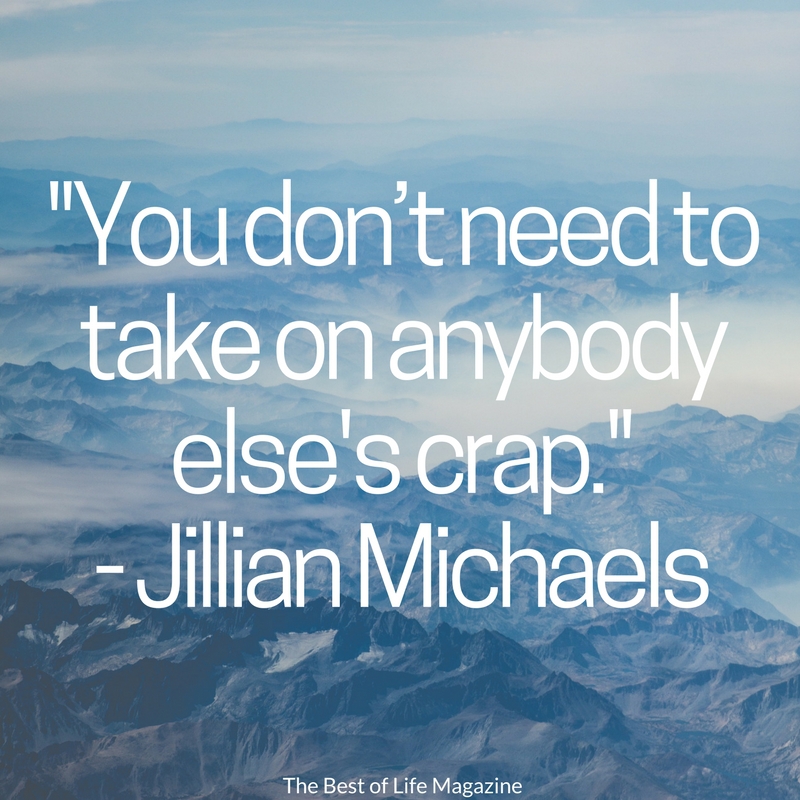 "You don’t need to
take on anybody
else's crap."
- Jillian Michaels
The Best of Life Magazine